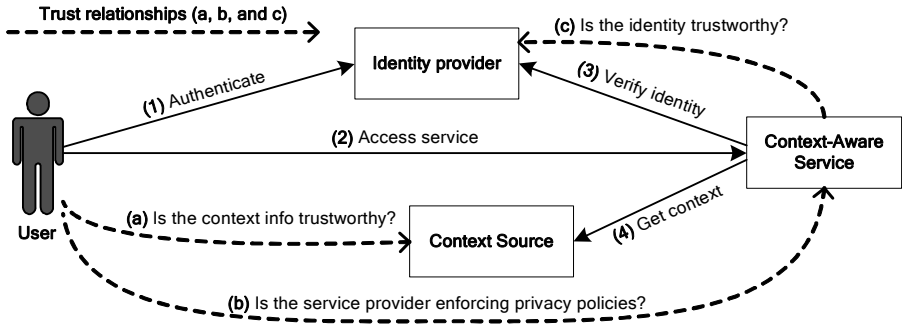 Trust relationships (a, b, and c)
(c) Is the identity trustworthy?
Identity provider
(1) Authenticate
(3) Verify identity
(2) Access service
Context-Aware
Service
(a) Is the context info trustworthy?
(4) Get context
User
Context Source
(b) Is the service provider enforcing privacy policies?